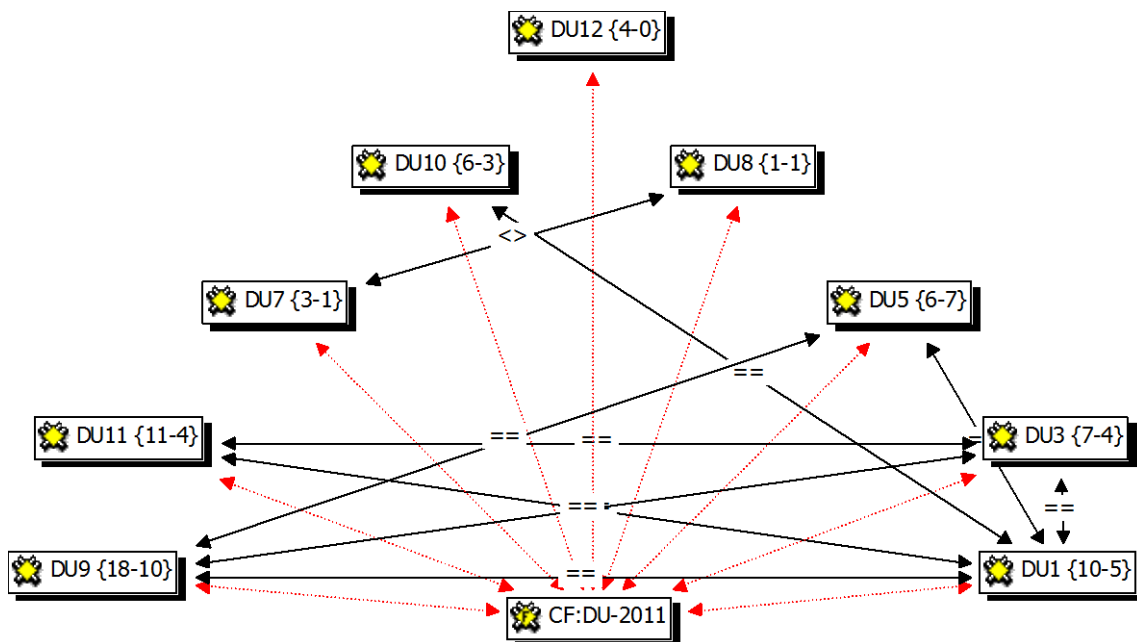 DU12 {4-0}
DU10 {6-3}
DU8 {1-1}
<>
DU7 {3-1}
DU5 {6-7}
==
DU11 {11-4}
==
==
DU3 {7-4}
==
==
DU9 {18-10}
==
DU1 {10-5}
CF:DU-2011